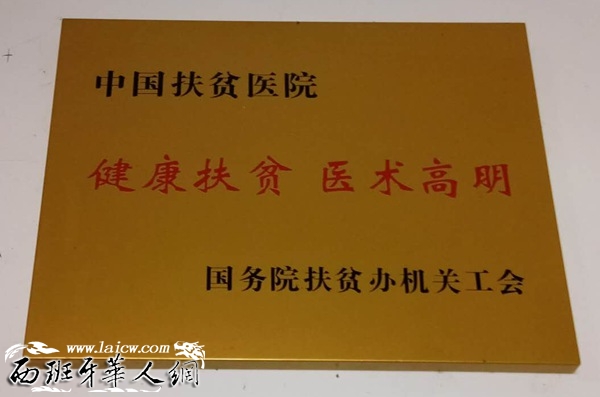 中国扶贫医院
健康扶贫 医术高明
国务院扶贫办机关工会
www.laicw.com
西班牙華人網